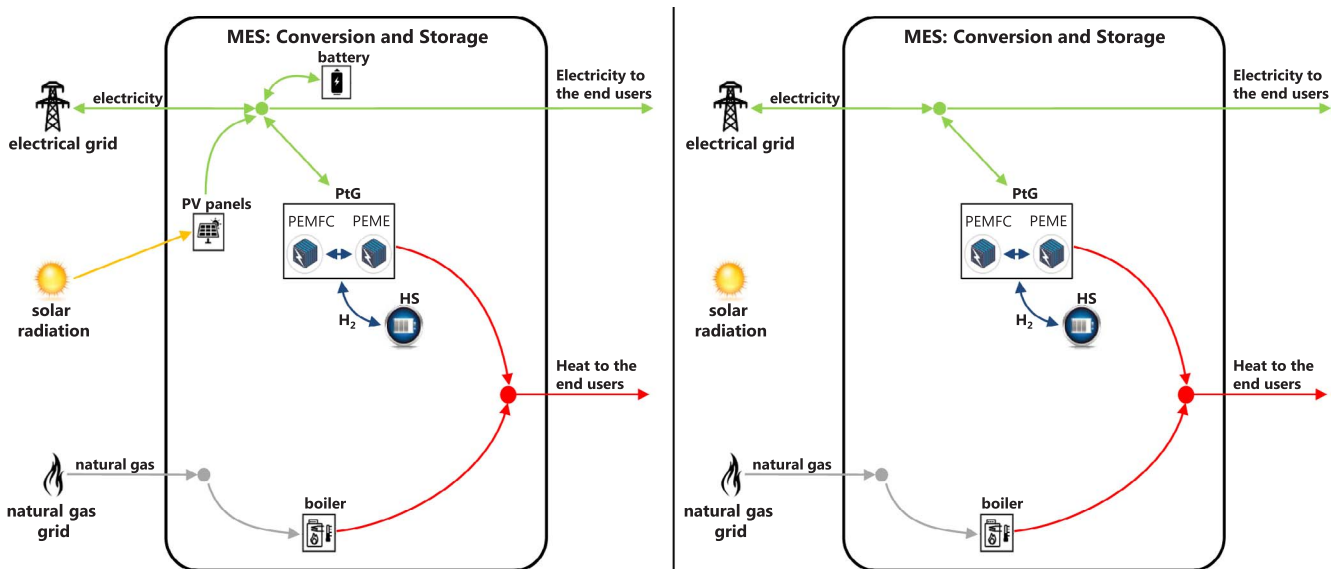 MES: Conversion and Storage
battery
electricity
Electricity to
the end users
electrical grid
PV panels
PtG
PEMFC PEME
solar
radiation
HS
H₂
Heat to the
end users
natural gas
natural gas
grid
boiler
MES: Conversion and Storage
electricity
Electricity to
the end users
electrical grid
PtG
PEMFC PEME
solar
radiation
HS
H₂
Heat to the
end users
natural gas
natural gas
grid
boiler